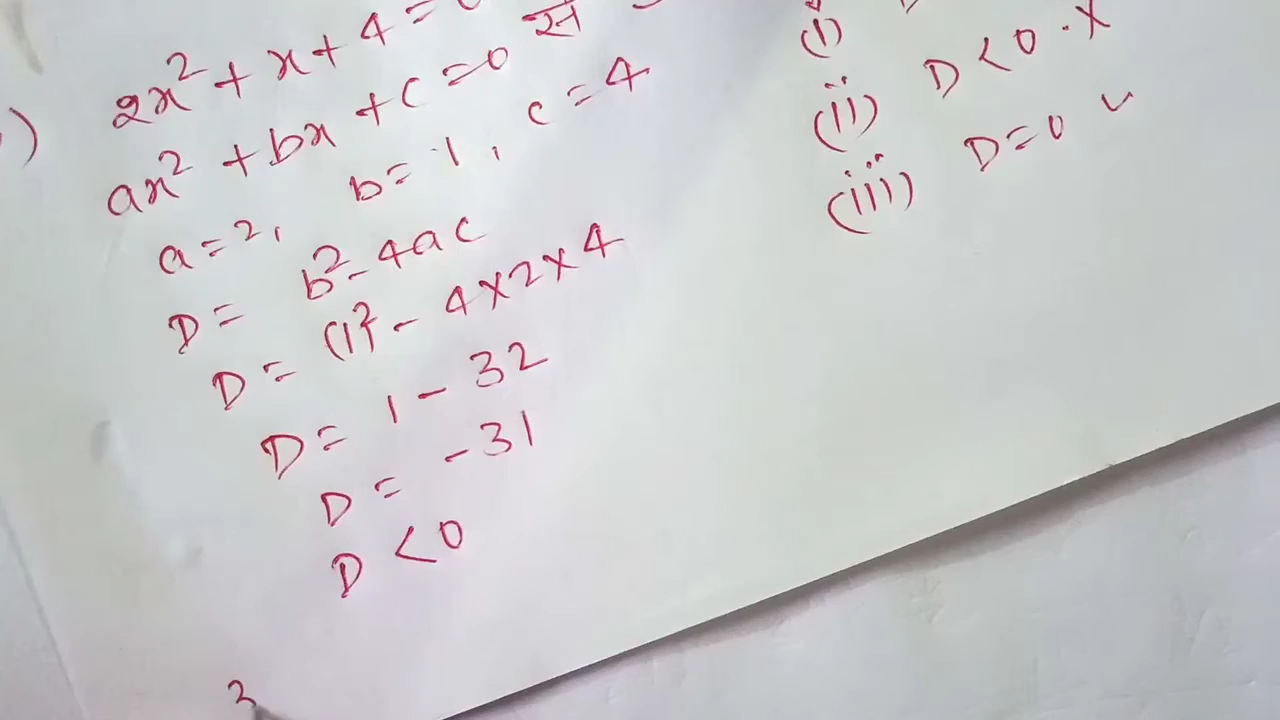 2x² + x + 4 = 0
ax² + bx + c = 0 से
a = 2, b = 1, c = 4
D = b² - 4ac
D = (1)² - 4×2×4
D = 1 - 32
D = -31
D < 0
(i)
(ii) D < 0 . X
(iii) D = 0 ✓